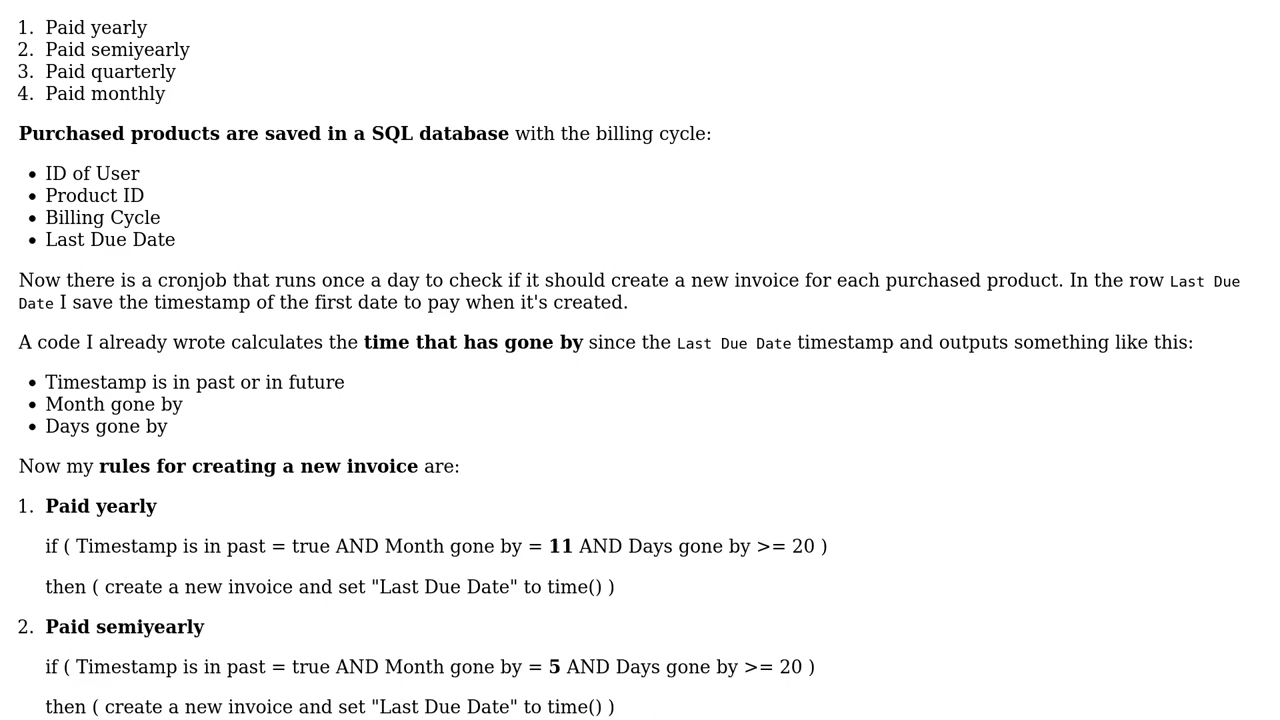 1. Paid yearly
2. Paid semiyearly
3. Paid quarterly
4. Paid monthly
Purchased products are saved in a SQL database with the billing cycle:
• ID of User
• Product ID
• Billing Cycle
• Last Due Date
Now there is a cronjob that runs once a day to check if it should create a new invoice for each purchased product. In the row Last Due
Date I save the timestamp of the first date to pay when it's created.
A code I already wrote calculates the time that has gone by since the Last Due Date timestamp and outputs something like this:
• Timestamp is in past or in future
• Month gone by
• Days gone by
Now my rules for creating a new invoice are:
1. Paid yearly
if ( Timestamp is in past = true AND Month gone by = 11 AND Days gone by >= 20 )
then ( create a new invoice and set "Last Due Date" to time() )
2. Paid semiyearly
if ( Timestamp is in past = true AND Month gone by = 5 AND Days gone by >= 20 )
then ( create a new invoice and set "Last Due Date" to time() )